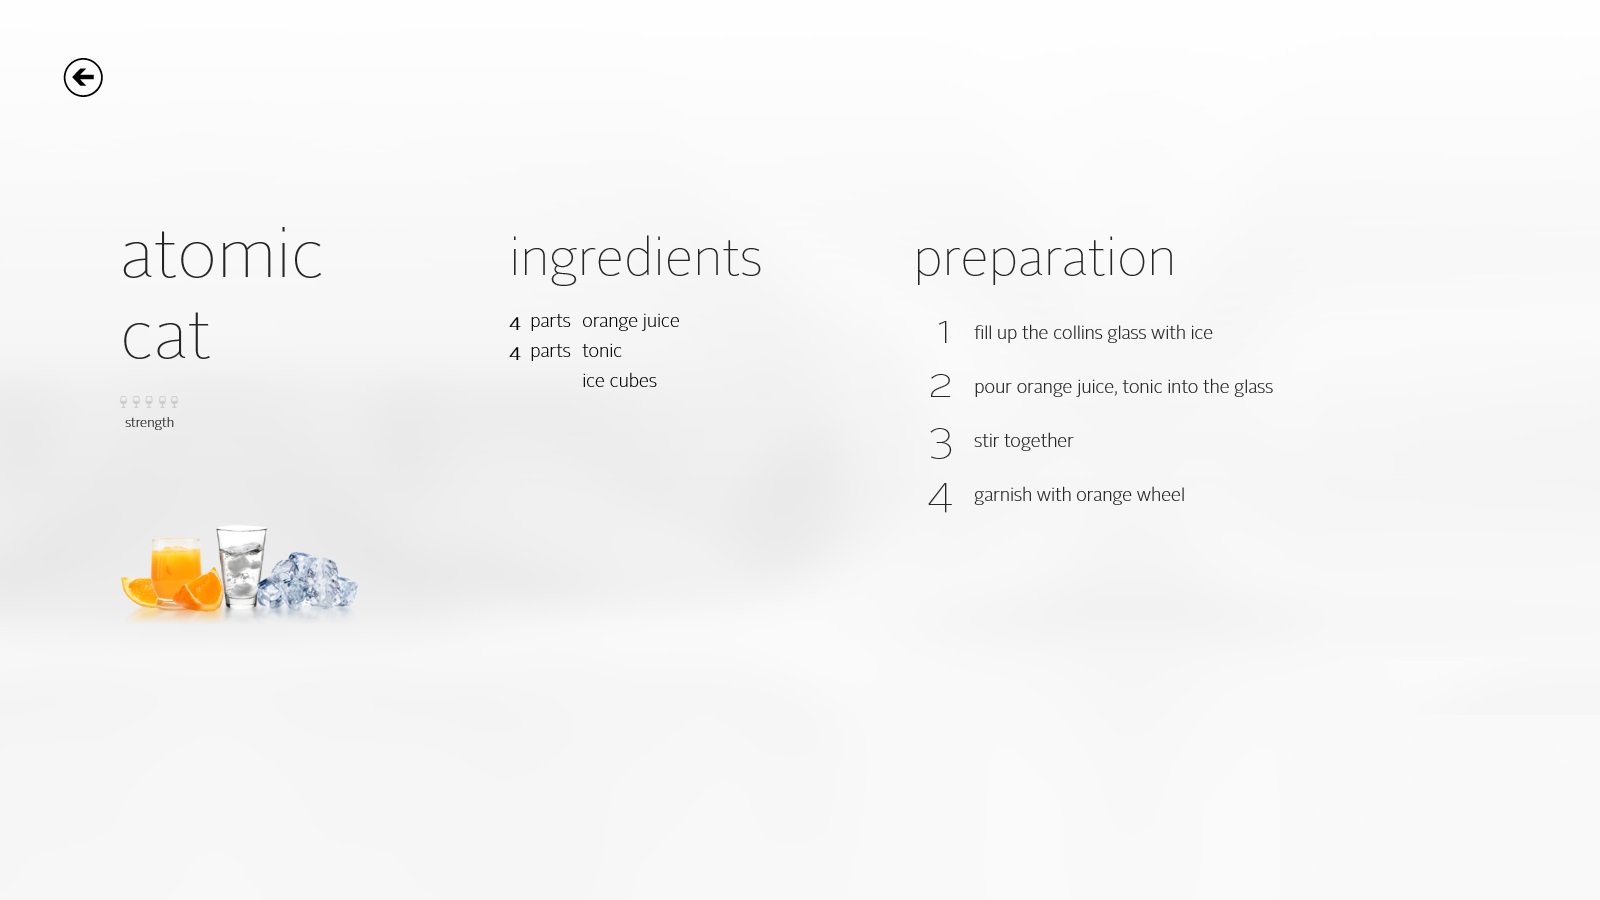 atomic
cat
strength
ingredients
4 parts orange juice
4 parts tonic
ice cubes
preparation
1 fill up the collins glass with ice
2 pour orange juice, tonic into the glass
3 stir together
4 garnish with orange wheel